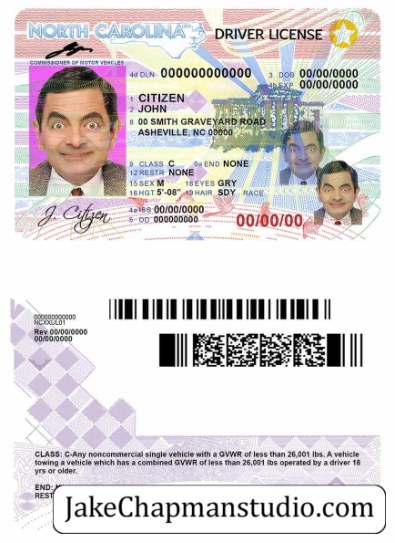 NORTH CAROLINA USA DRIVER LICENSE
COMMISSIONER OF MOTOR VEHICLES
4d DLN 000000000000 3 DOB 00/00/0000
4b EXP 00/00/0000
1 CITIZEN
2 JOHN
8 00 SMITH GRAVEYARD ROAD
ASHEVILLE, NC 00000
9 CLASS C 9a END NONE
12 RESTR NONE
15 SEX M 18 EYES GRY
16 HGT 5'-08" 19 HAIR SDY RACE
J. Citizen
4a ISS 00/00/0000
5 DD 000000000
00/00/00
000000000000
NCXXUL01
Rev 00/00/0000
00/00/0000
CLASS: C-Any noncommercial single vehicle with a GVWR of less than 26,001 lbs. A vehicle
towing a vehicle which has a combined GVWR of less than 26,001 lbs operated by a driver 18
yrs or older.
END:
REST
JakeChapmanstudio.com